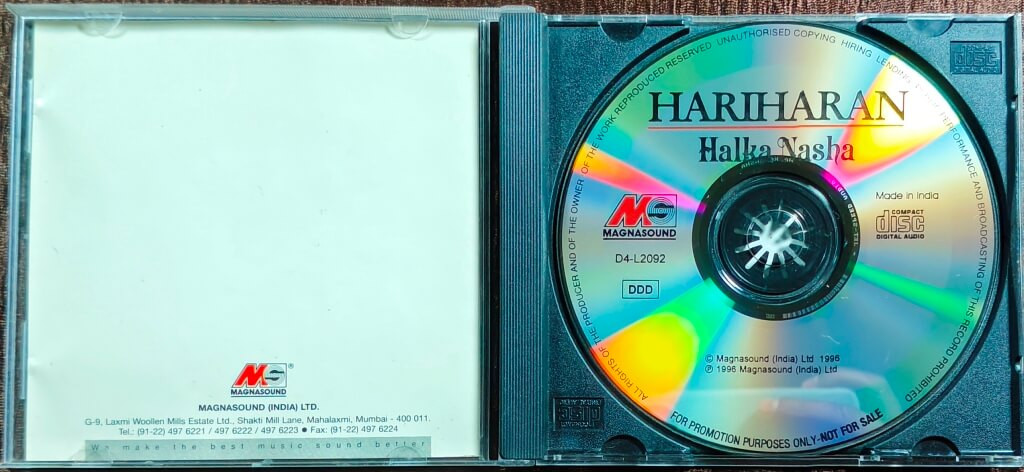 MAGNASOUND
MAGNASOUND (INDIA) LTD.
G-9, Laxmi Woollen Mills Estate Ltd., Shakti Mill Lane, Mahalaxmi, Mumbai - 400 011.
Tel.: (91-22) 497 6221 / 497 6222 / 497 6223 ● Fax: (91-22) 497 6224
We make the best music sound better
ALL RIGHTS OF THE PRODUCER AND OF THE OWNER OF THE WORK REPRODUCED RESERVED UNAUTHORISED COPYING HIRING LENDING PUBLIC PERFORMANCE AND BROADCASTING OF THIS RECORD PROHIBITED
HARIHARAN
Halka Nasha
MAGNASOUND
D4-L2092
DDD
Made in India
COMPACT
disc
DIGITAL AUDIO
© Magnasound (India) Ltd 1996
℗ 1996 Magnasound (India) Ltd
FOR PROMOTION PURPOSES ONLY-NOT FOR SALE